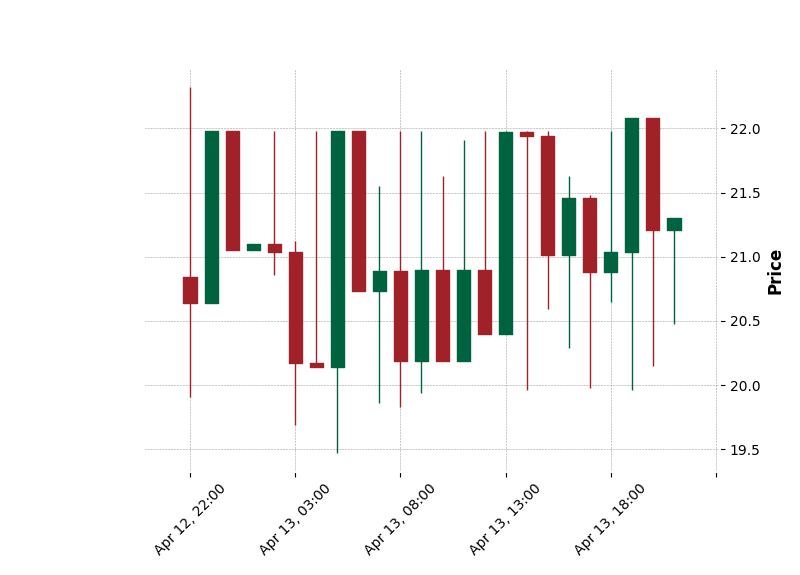 22.0
21.5
21.0
20.5
20.0
19.5
Price
Apr 12, 22:00
Apr 13, 03:00
Apr 13, 08:00
Apr 13, 13:00
Apr 13, 18:00